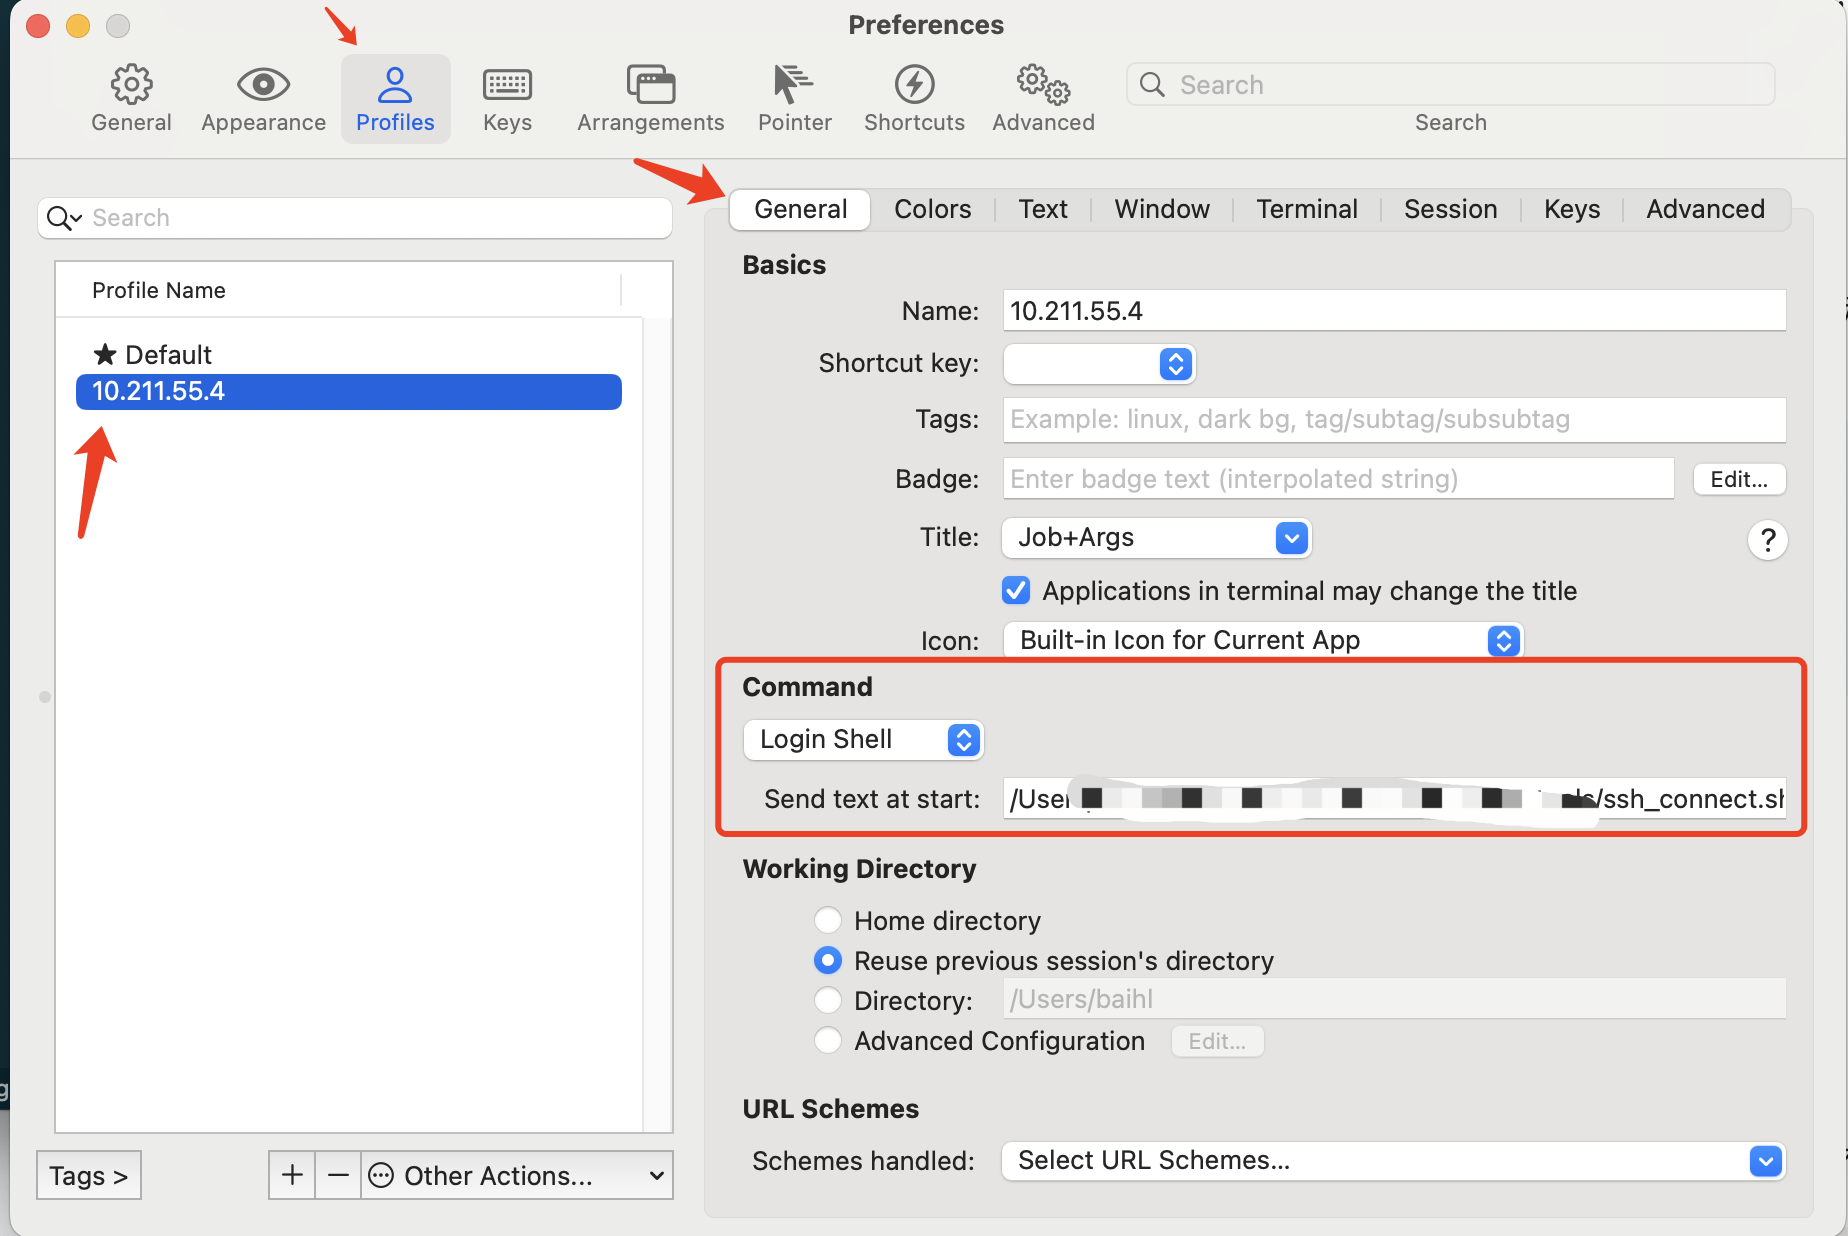 Preferences
General Appearance Profiles Keys Arrangements Pointer Shortcuts Advanced Search
Search
Search
General Colors Text Window Terminal Session Keys Advanced
Profile Name
★ Default
10.211.55.4
Basics
Name: 10.211.55.4
Shortcut key:
Tags: Example: linux, dark bg, tag/subtag/subsubtag
Badge: Enter badge text (interpolated string) Edit...
Title: Job+Args ?
Applications in terminal may change the title
Icon: Built-in Icon for Current App
Command
Login Shell
Send text at start: /ssh_connect.sh
Working Directory
Home directory
Reuse previous session's directory
Directory: /Users/baihl
Advanced Configuration Edit...
URL Schemes
Schemes handled: Select URL Schemes...
Tags > + − Other Actions...